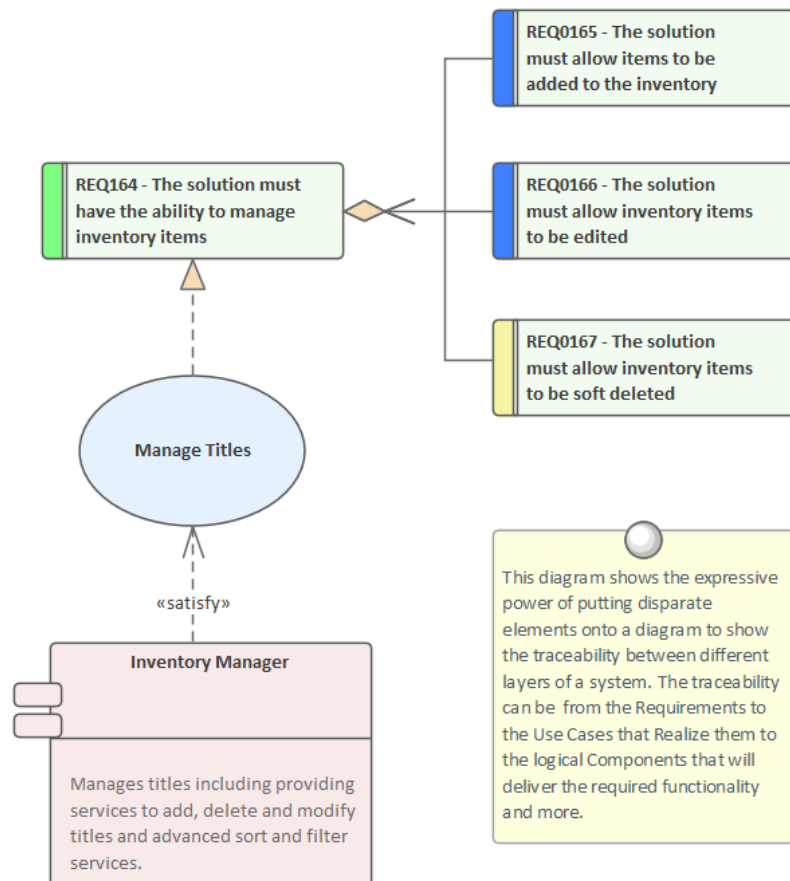 REQ0165 - The solution
must allow items to be
added to the inventory
REQ164 - The solution must
have the ability to manage
inventory items
REQ0166 - The solution
must allow inventory items
to be edited
REQ0167 - The solution
must allow inventory items
to be soft deleted
Manage Titles
«satisfy»
Inventory Manager
Manages titles including providing
services to add, delete and modify
titles and advanced sort and filter
services.
This diagram shows the expressive
power of putting disparate
elements onto a diagram to show
the traceability between different
layers of a system. The traceability
can be from the Requirements to
the Use Cases that Realize them to
the logical Components that will
deliver the required functionality
and more.